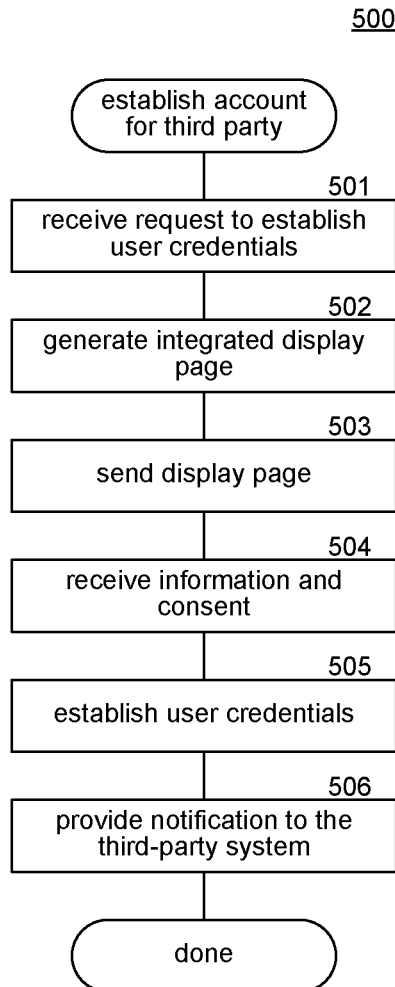 500
establish account
for third party
501
receive request to establish
user credentials
502
generate integrated display
page
503
send display page
504
receive information and
consent
505
establish user credentials
506
provide notification to the
third-party system
done